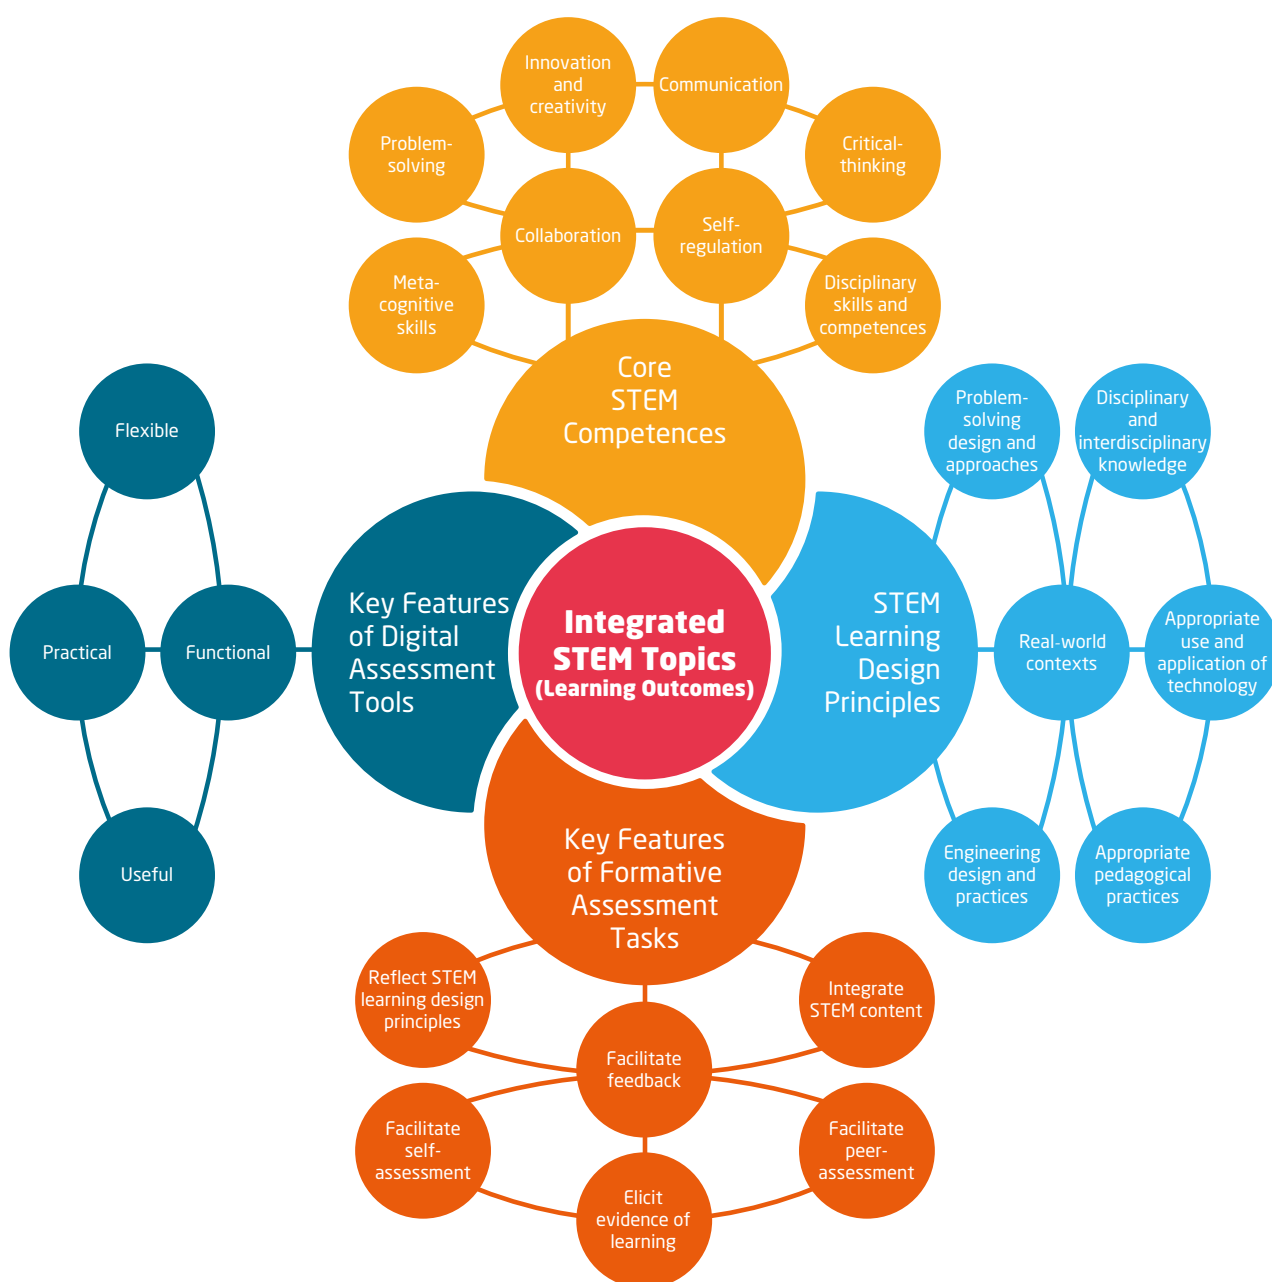 Innovation
and
creativity
Communication
Problem-
solving
Critical-
thinking
Collaboration
Self-
regulation
Meta-
cognitive
skills
Disciplinary
skills and
competences
Core
STEM
Competences
Flexible
Practical
Functional
Useful
Key Features
of Digital
Assessment
Tools
Integrated
STEM Topics
(Learning Outcomes)
STEM
Learning
Design
Principles
Problem-
solving
design and
approaches
Disciplinary
and
interdisciplinary
knowledge
Real-world
contexts
Appropriate
use and
application of
technology
Engineering
design and
practices
Appropriate
pedagogical
practices
Key Features
of Formative
Assessment
Tasks
Reflect STEM
learning design
principles
Integrate
STEM content
Facilitate
feedback
Facilitate
self-
assessment
Facilitate
peer-
assessment
Elicit
evidence of
learning